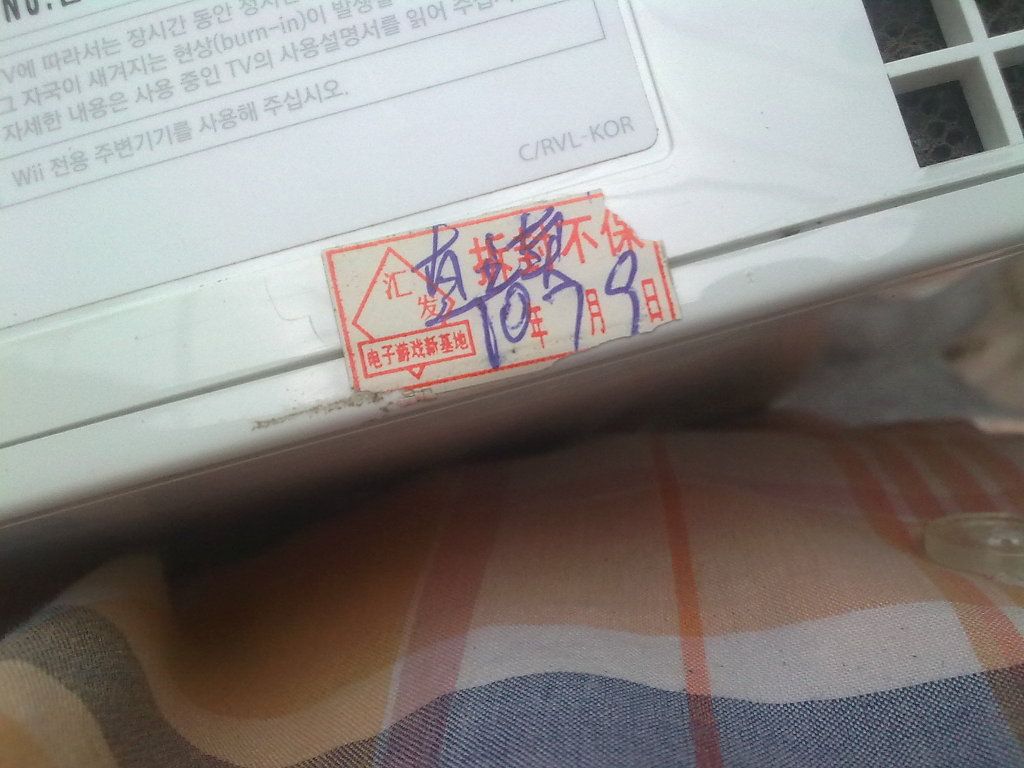 NO.
TV에 따라서는 장시간 동안 정지
그 자국이 새겨지는 현상(burn-in)이 발생할
자세한 내용은 사용 중인 TV의 사용설명서를 읽어 주십시
Wii 전용 주변기기를 사용해 주십시오.
C/RVL-KOR
汇发
拆封不保
10年7月9日
电子游戏新基地